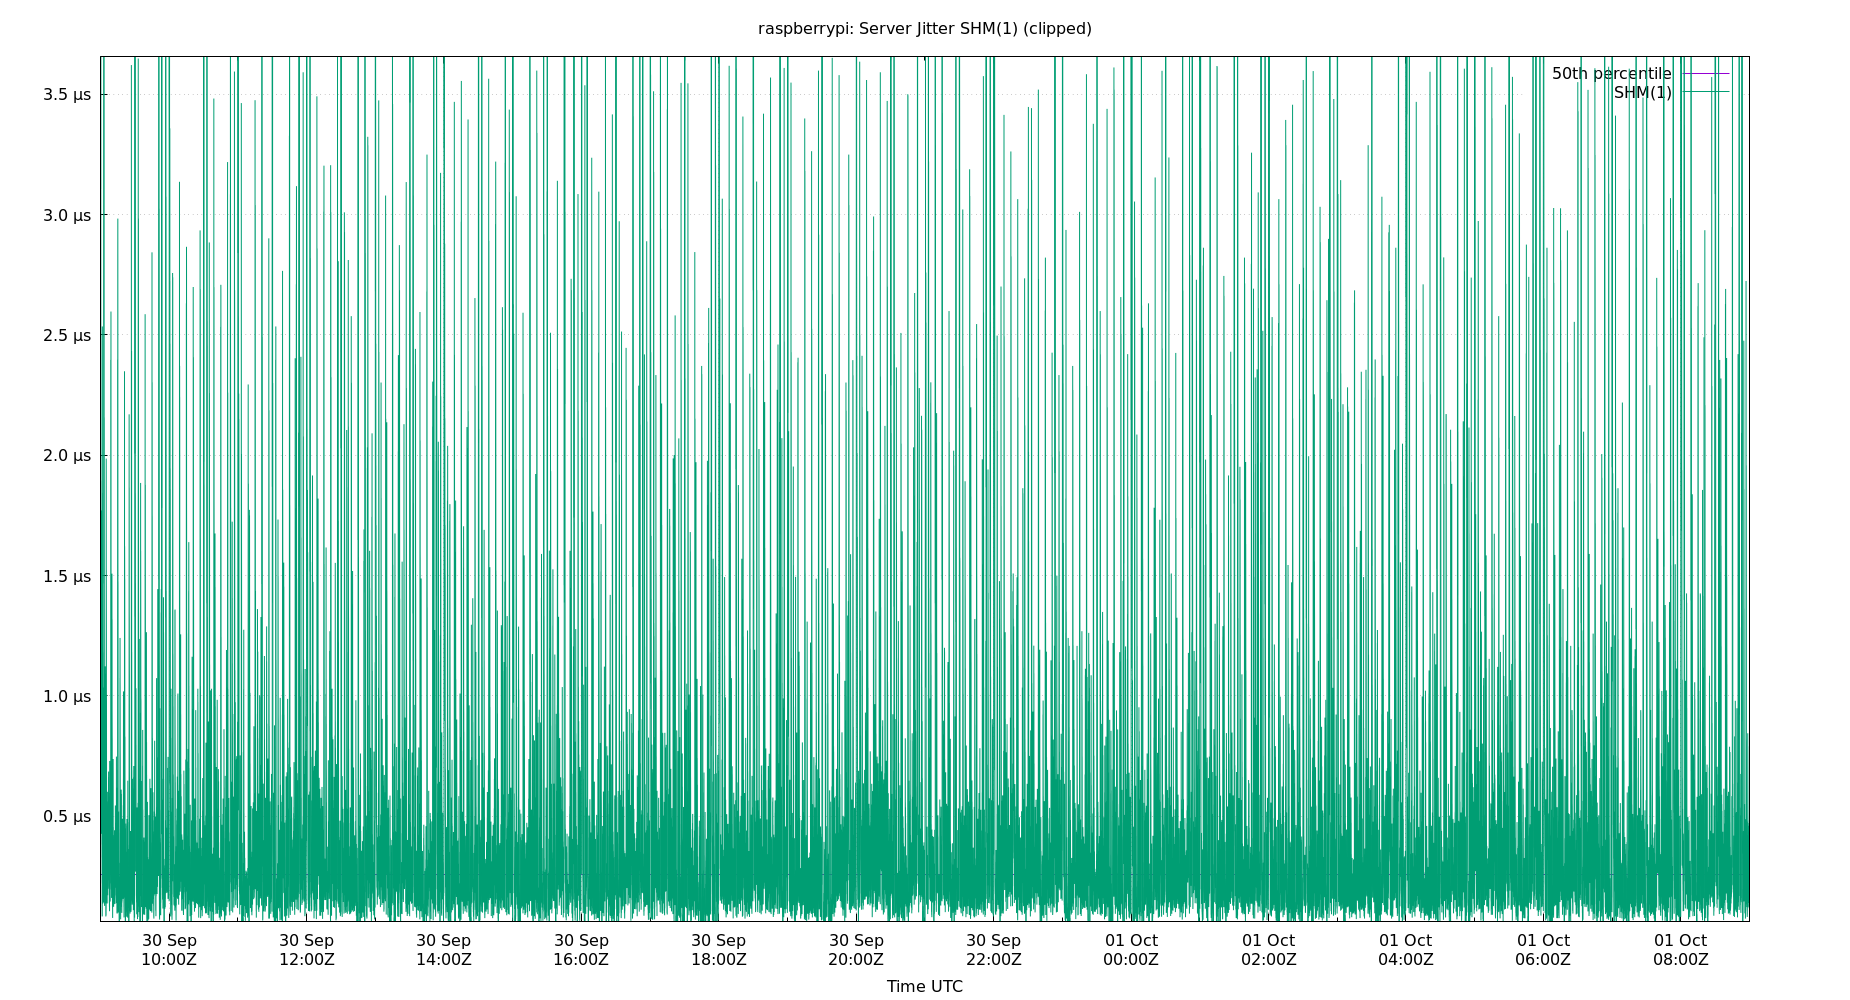 raspberrypi: Server Jitter SHM(1) (clipped)
50th percentile
SHM(1)
3.5 μs
3.0 μs
2.5 μs
2.0 μs
1.5 μs
1.0 μs
0.5 μs
30 Sep 30 Sep 30 Sep 30 Sep 30 Sep 30 Sep 30 Sep 01 Oct 01 Oct 01 Oct 01 Oct 01 Oct
10:00Z 12:00Z 14:00Z 16:00Z 18:00Z 20:00Z 22:00Z 00:00Z 02:00Z 04:00Z 06:00Z 08:00Z
Time UTC